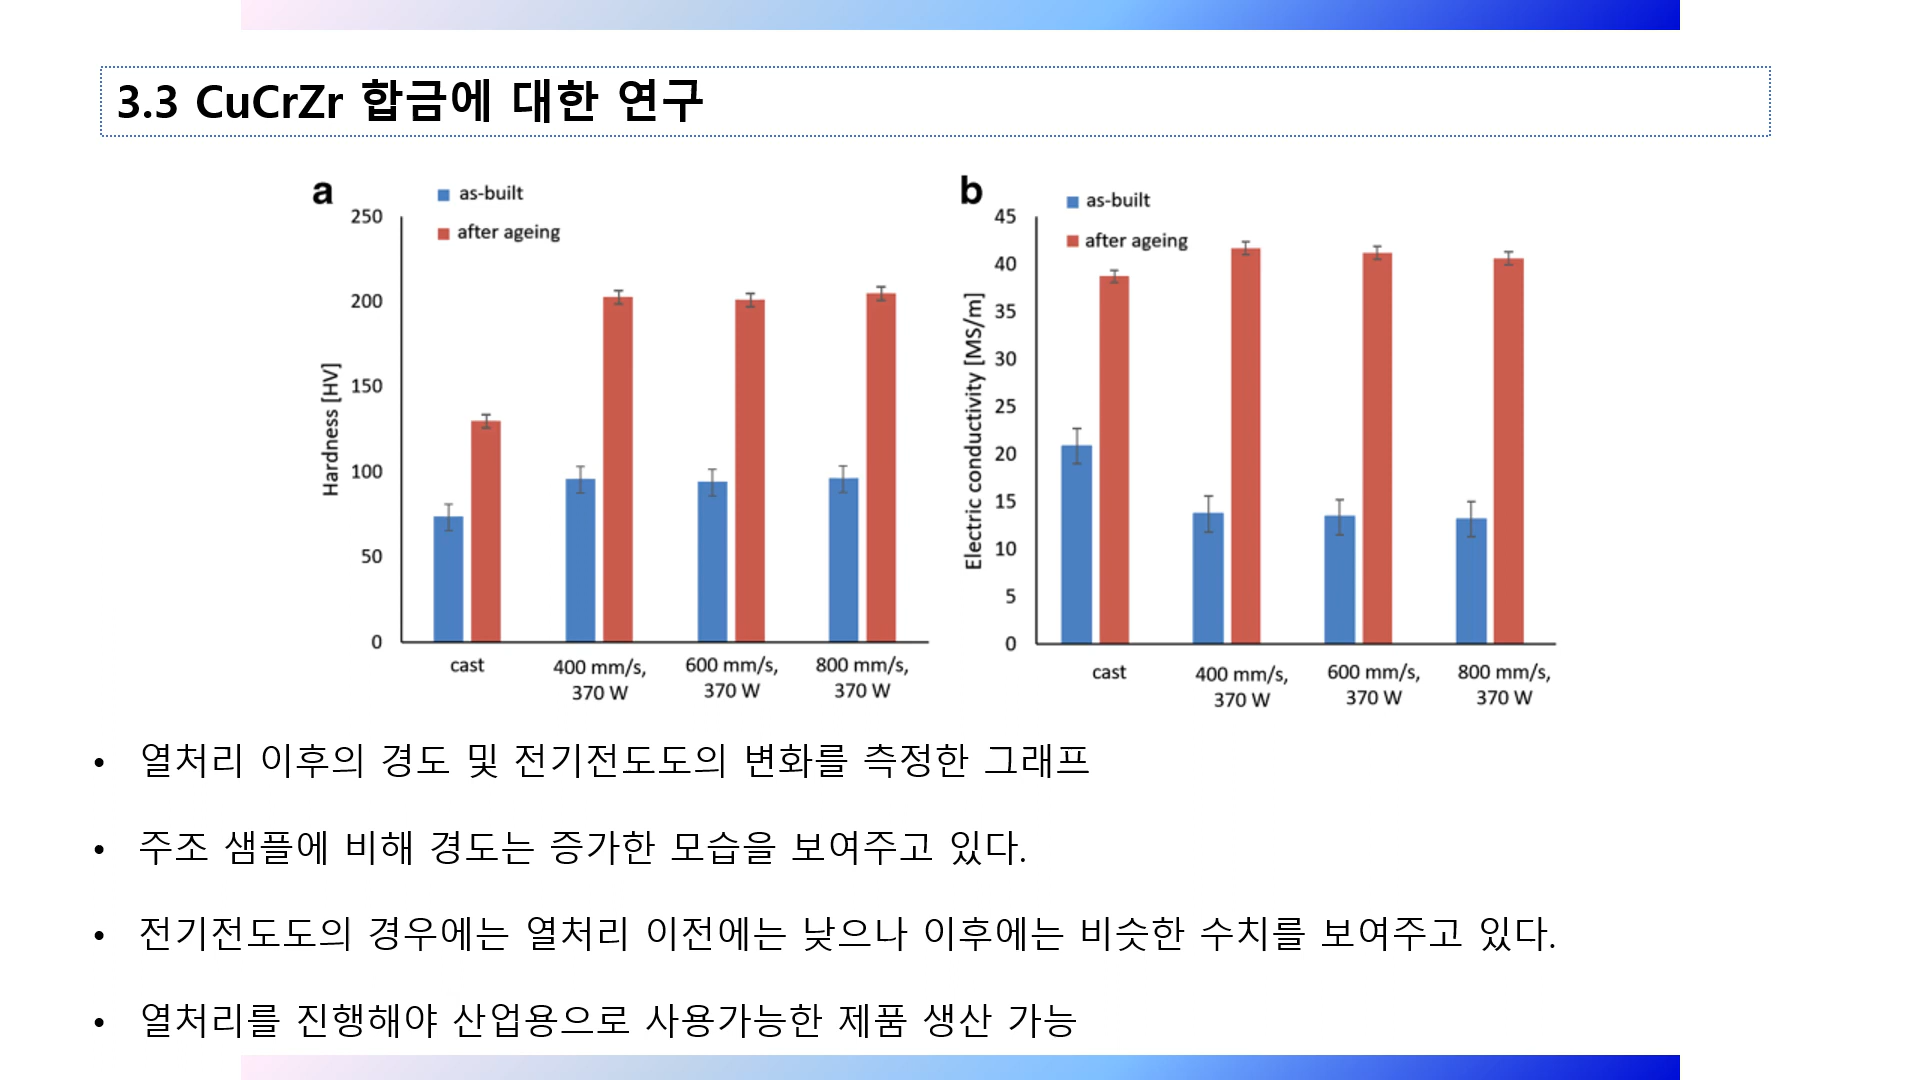 3.3 CuCrZr 합금에 대한 연구
a
as-built
after ageing
250
200
150
100
50
0
Hardness [HV]
cast
400 mm/s,
370 W
600 mm/s,
370 W
800 mm/s,
370 W
b
as-built
after ageing
45
40
35
30
25
20
15
10
5
0
Electric conductivity [MS/m]
cast
400 mm/s,
370 W
600 mm/s,
370 W
800 mm/s,
370 W
• 열처리 이후의 경도 및 전기전도도의 변화를 측정한 그래프
• 주조 샘플에 비해 경도는 증가한 모습을 보여주고 있다.
• 전기전도도의 경우에는 열처리 이전에는 낮으나 이후에는 비슷한 수치를 보여주고 있다.
• 열처리를 진행해야 산업용으로 사용가능한 제품 생산 가능